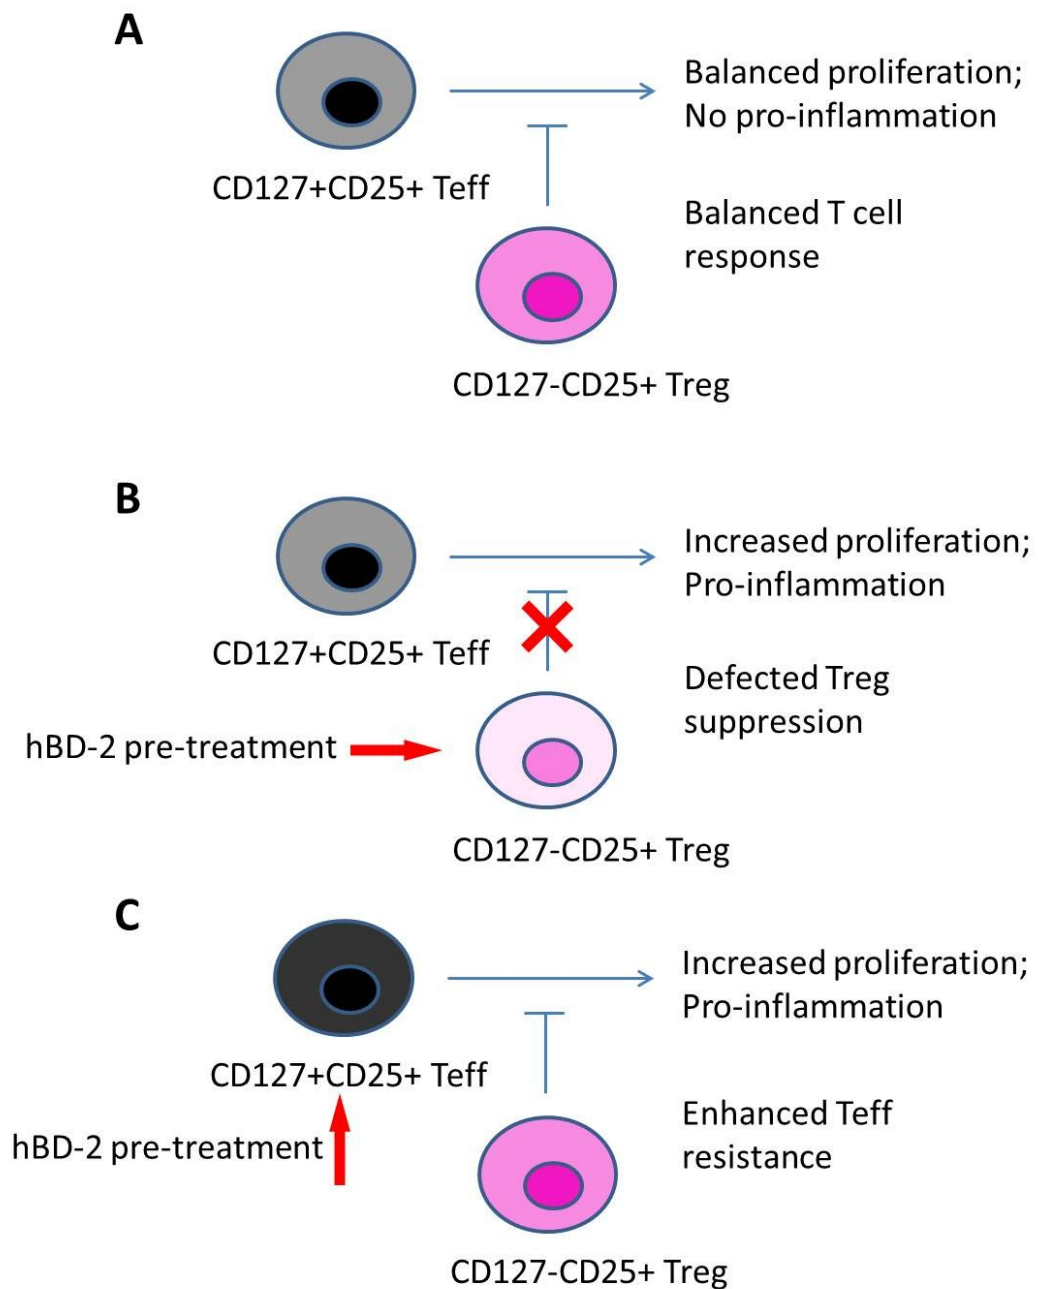 A
Balanced proliferation;
No pro-inflammation
CD127+CD25+ Teff
Balanced T cell
response
CD127-CD25+ Treg
B
Increased proliferation;
Pro-inflammation
CD127+CD25+ Teff
Defected Treg
suppression
hBD-2 pre-treatment
CD127-CD25+ Treg
C
Increased proliferation;
Pro-inflammation
CD127+CD25+ Teff
Enhanced Teff
resistance
hBD-2 pre-treatment
CD127-CD25+ Treg